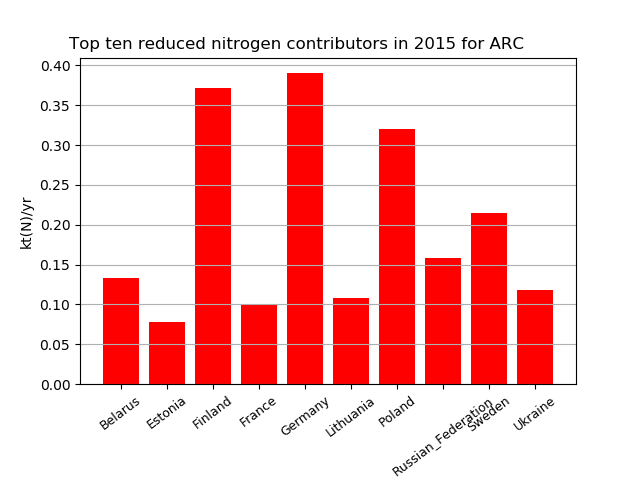 Top ten reduced nitrogen contributors in 2015 for ARC
kt(N)/yr
0.40
0.35
0.30
0.25
0.20
0.15
0.10
0.05
0.00
Belarus
Estonia
Finland
France
Germany
Lithuania
Poland
Russian_Federation
Sweden
Ukraine